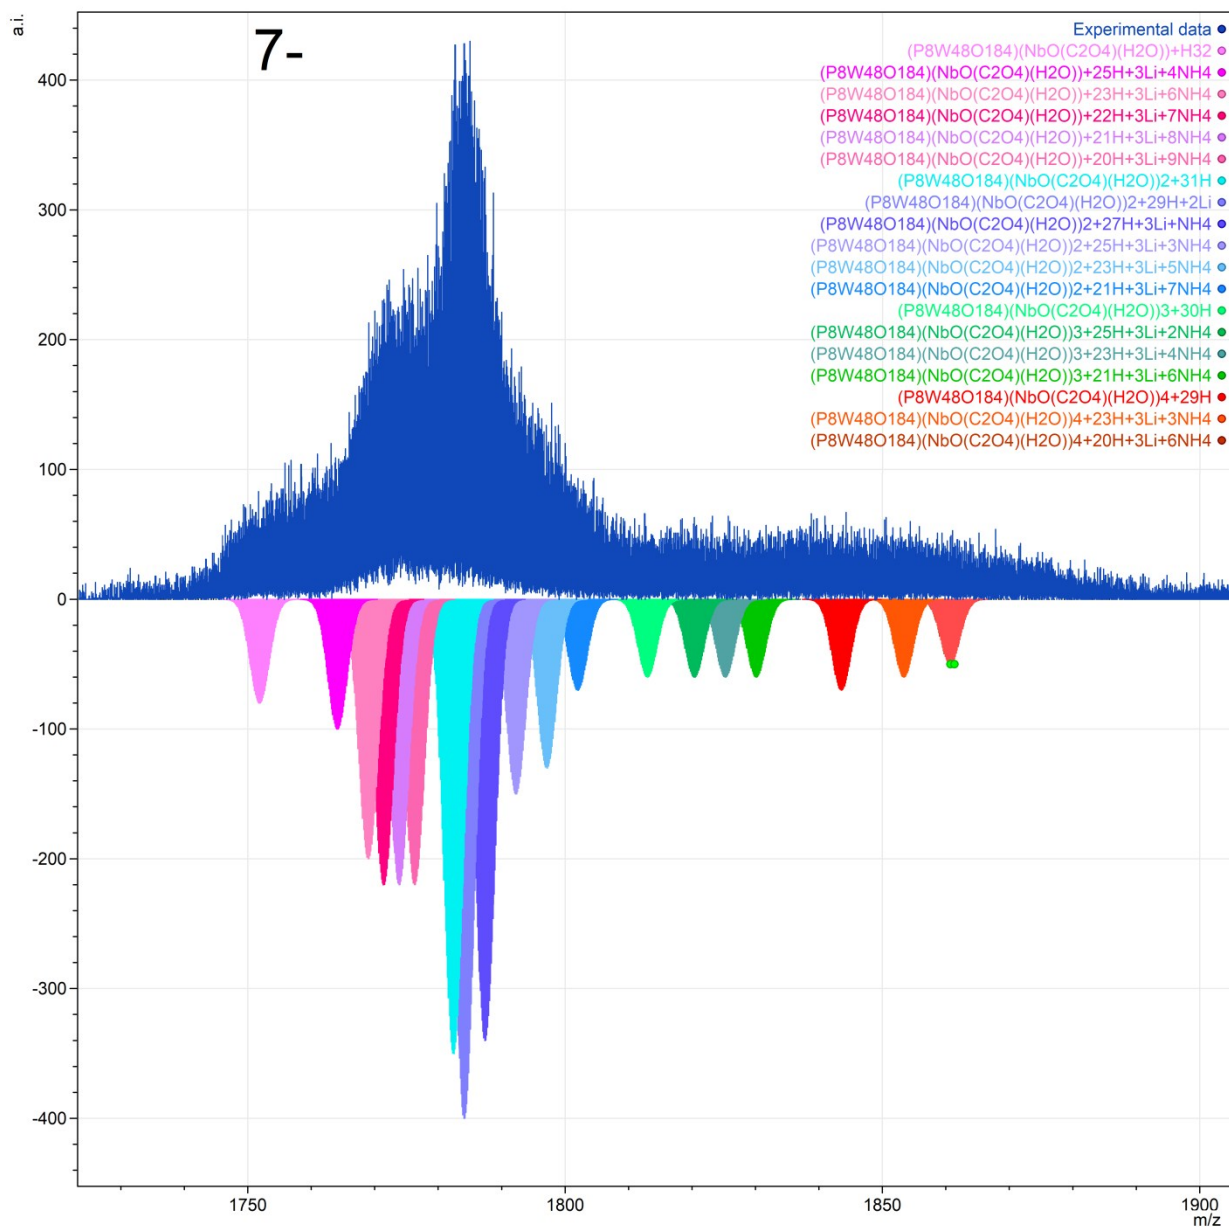 a.i.
7-
Experimental data
(P8W48O184)(NbO(C2O4)(H2O))+H32
(P8W48O184)(NbO(C2O4)(H2O))+25H+3Li+4NH4
(P8W48O184)(NbO(C2O4)(H2O))+23H+3Li+6NH4
(P8W48O184)(NbO(C2O4)(H2O))+22H+3Li+7NH4
(P8W48O184)(NbO(C2O4)(H2O))+21H+3Li+8NH4
(P8W48O184)(NbO(C2O4)(H2O))+20H+3Li+9NH4
(P8W48O184)(NbO(C2O4)(H2O))2+31H
(P8W48O184)(NbO(C2O4)(H2O))2+29H+2Li
(P8W48O184)(NbO(C2O4)(H2O))2+27H+3Li+NH4
(P8W48O184)(NbO(C2O4)(H2O))2+25H+3Li+3NH4
(P8W48O184)(NbO(C2O4)(H2O))2+23H+3Li+5NH4
(P8W48O184)(NbO(C2O4)(H2O))2+21H+3Li+7NH4
(P8W48O184)(NbO(C2O4)(H2O))3+30H
(P8W48O184)(NbO(C2O4)(H2O))3+25H+3Li+2NH4
(P8W48O184)(NbO(C2O4)(H2O))3+23H+3Li+4NH4
(P8W48O184)(NbO(C2O4)(H2O))3+21H+3Li+6NH4
(P8W48O184)(NbO(C2O4)(H2O))4+29H
(P8W48O184)(NbO(C2O4)(H2O))4+23H+3Li+3NH4
(P8W48O184)(NbO(C2O4)(H2O))4+20H+3Li+6NH4
400
300
200
100
0
-100
-200
-300
-400
1750 1800 1850 1900
m/z